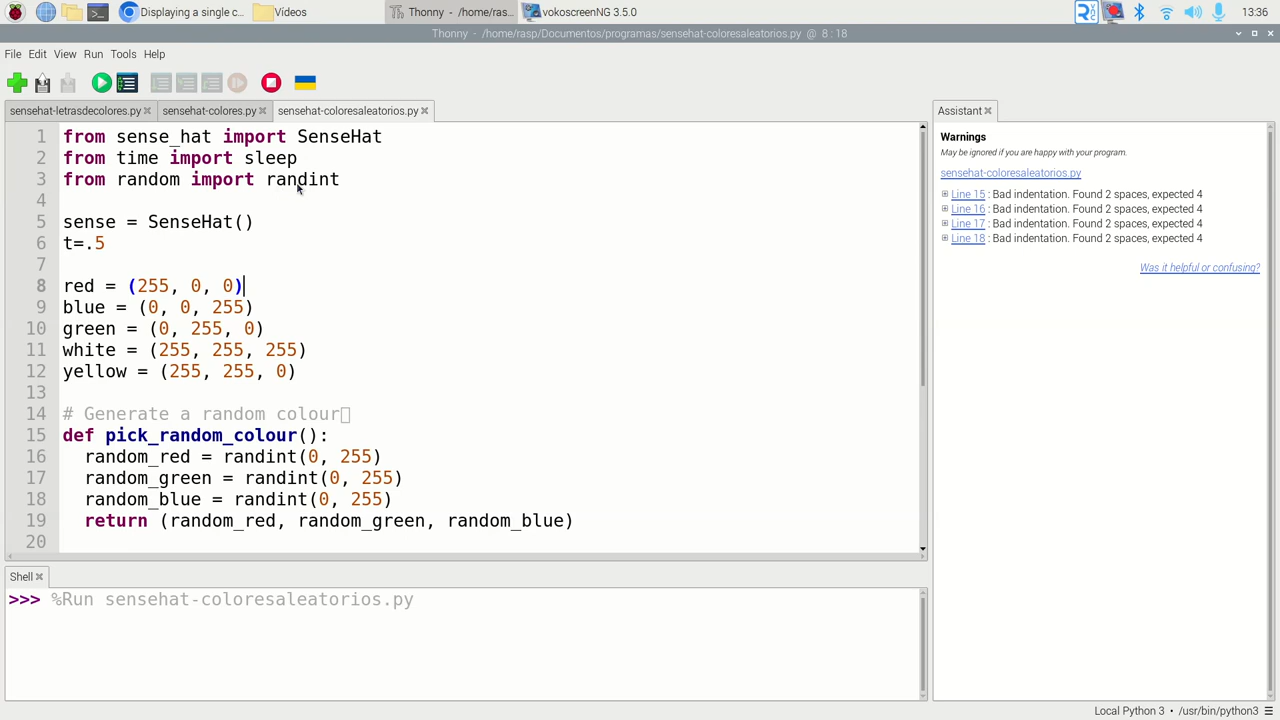 Displaying a single c...
Vídeos
Thonny - /home/ras...
vokoscreenNG 3.5.0
13:36
Thonny - /home/rasp/Documentos/programas/sensehat-coloresaleatorios.py @ 8 : 18
File Edit View Run Tools Help
sensehat-letrasdecolores.py
sensehat-colores.py
sensehat-coloresaleatorios.py
1 from sense_hat import SenseHat
2 from time import sleep
3 from random import randint
4
5 sense = SenseHat()
6 t=.5
7
8 red = (255, 0, 0)
9 blue = (0, 0, 255)
10 green = (0, 255, 0)
11 white = (255, 255, 255)
12 yellow = (255, 255, 0)
13
14 # Generate a random colour
15 def pick_random_colour():
16   random_red = randint(0, 255)
17   random_green = randint(0, 255)
18   random_blue = randint(0, 255)
19   return (random_red, random_green, random_blue)
20
Shell
>>> %Run sensehat-coloresaleatorios.py
Assistant
Warnings
May be ignored if you are happy with your program.
sensehat-coloresaleatorios.py
Line 15 : Bad indentation. Found 2 spaces, expected 4
Line 16 : Bad indentation. Found 2 spaces, expected 4
Line 17 : Bad indentation. Found 2 spaces, expected 4
Line 18 : Bad indentation. Found 2 spaces, expected 4
Was it helpful or confusing?
Local Python 3 • /usr/bin/python3